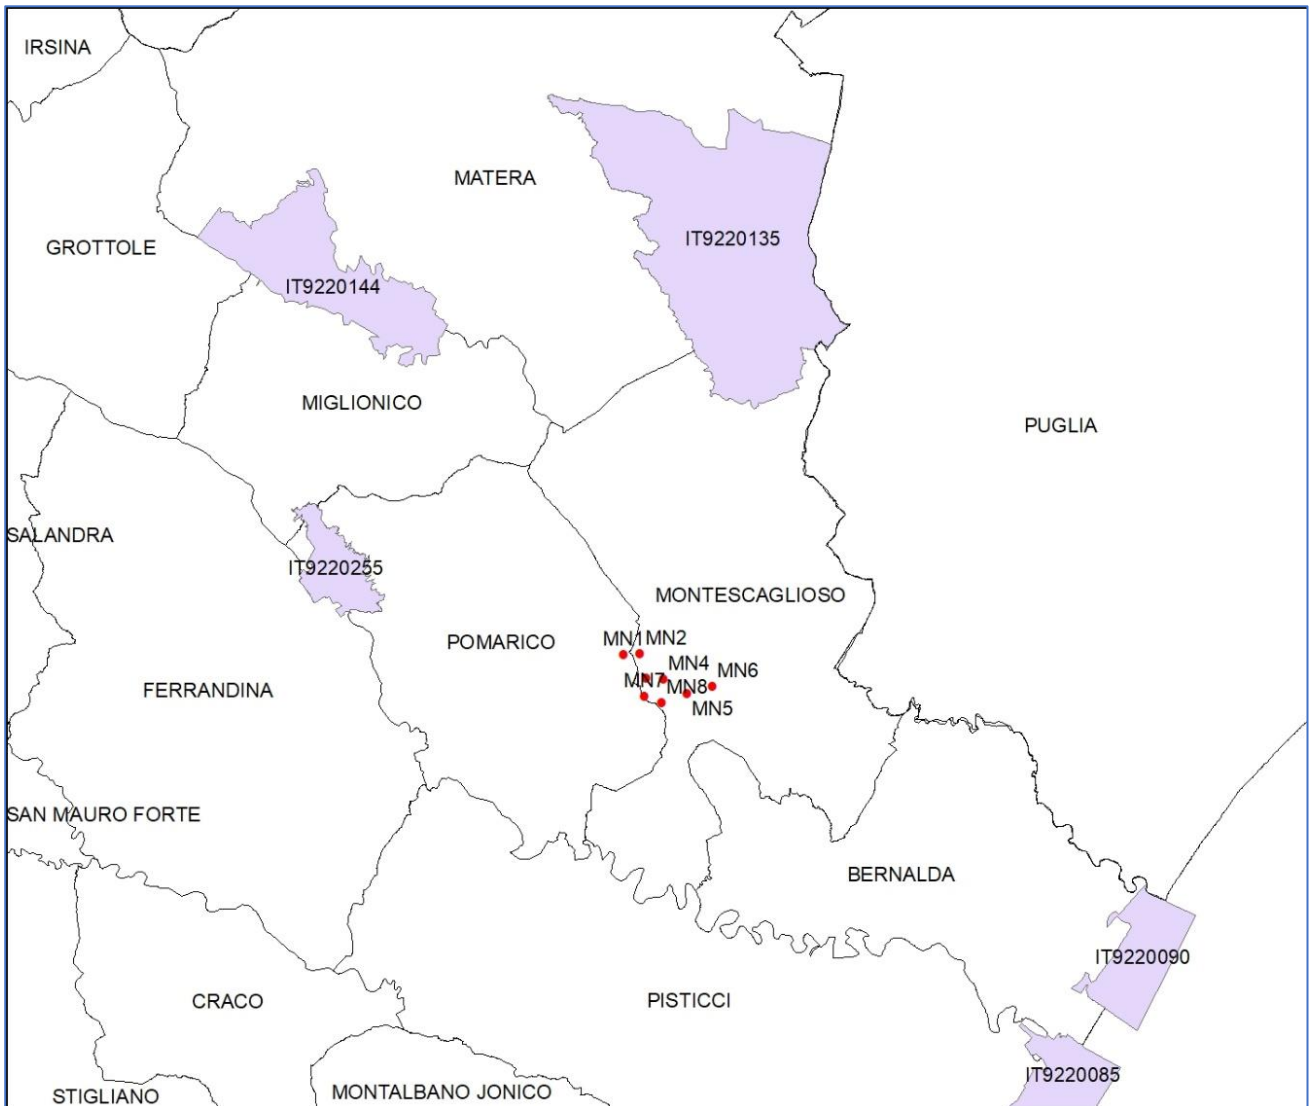 IRSINA
MATERA
GROTTOLE
IT9220135
IT9220144
MIGLIONICO
PUGLIA
SALANDRA
IT9220255
MONTESCAGLIOSO
POMARICO
MN1
MN2
MN4
MN6
MN7
MN8
MN5
FERRANDINA
SAN MAURO FORTE
BERNALDA
IT9220090
CRACO
PISTICCI
IT9220085
STIGLIANO
MONTALBANO JONICO